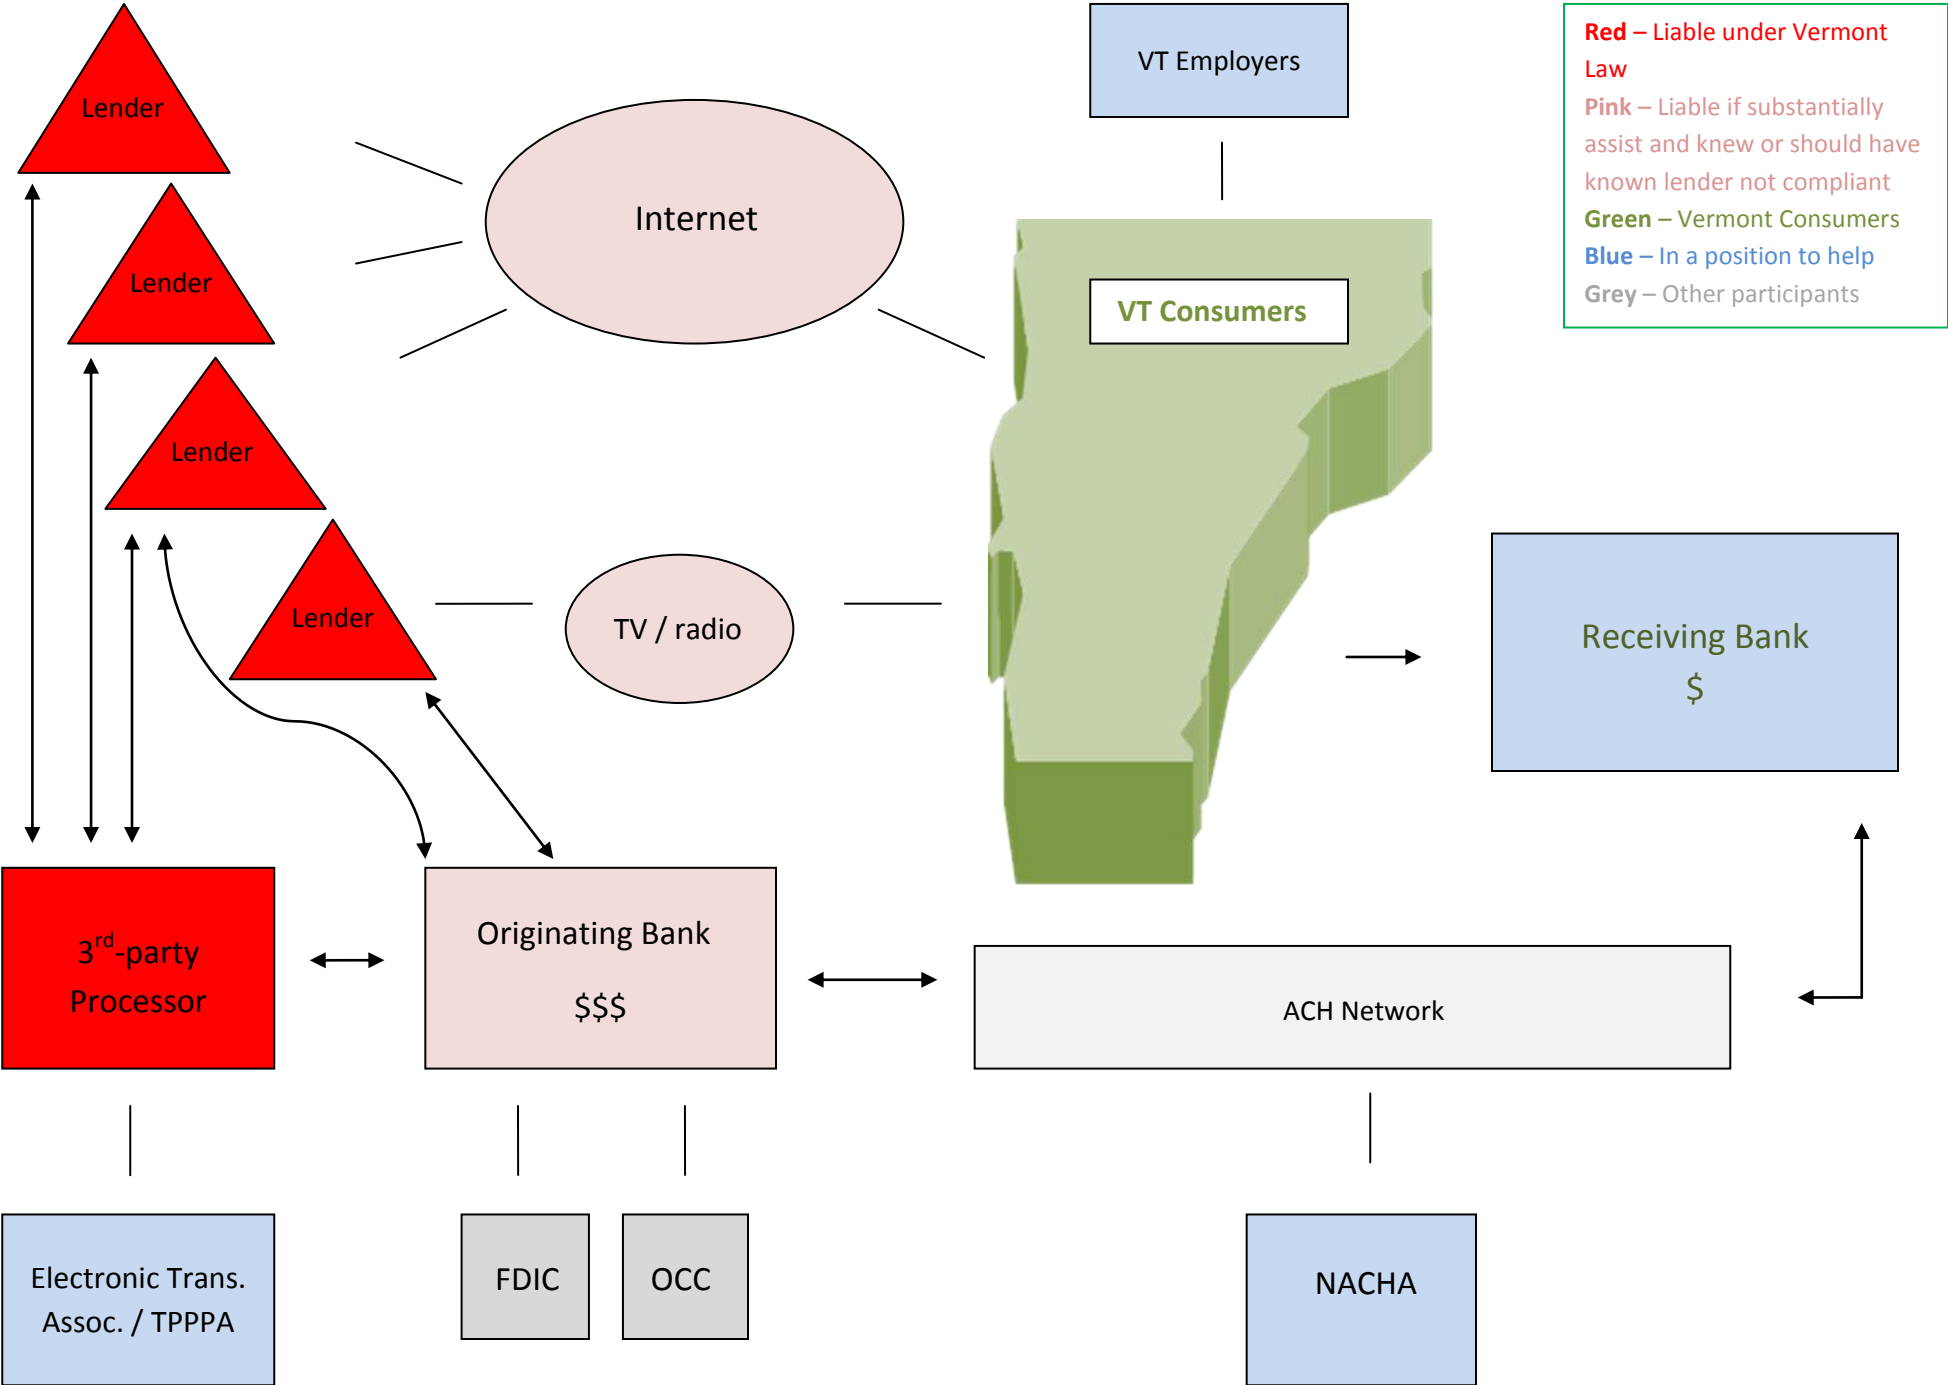 Lender
VT Employers
Red – Liable under Vermont
Law
Pink – Liable if substantially
assist and knew or should have
known lender not compliant
Green – Vermont Consumers
Blue – In a position to help
Grey – Other participants
Internet
Lender
VT Consumers
Lender
Lender
TV / radio
Receiving Bank
$
3rd-party
Processor
Originating Bank
$$$
ACH Network
Electronic Trans.
Assoc. / TPPPA
FDIC
OCC
NACHA